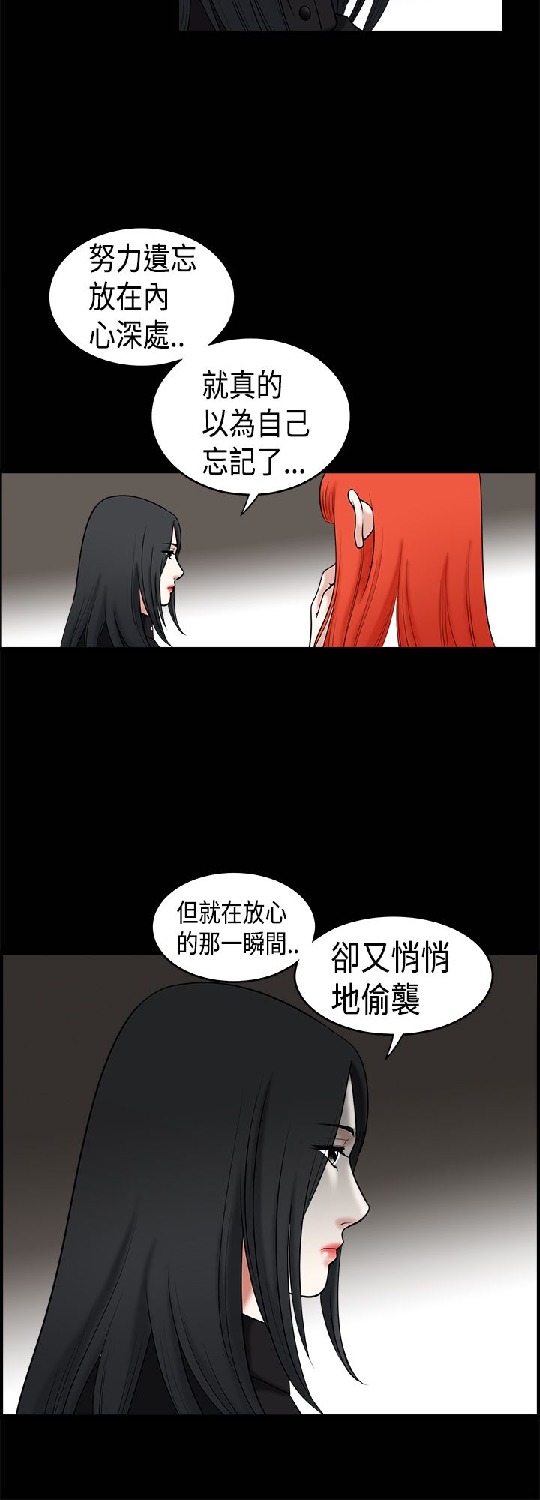 努力遺忘
放在內
心深處..
就真的
以為自己
忘記了...
但就在放心
的那一瞬間..
卻又悄悄
地偷襲